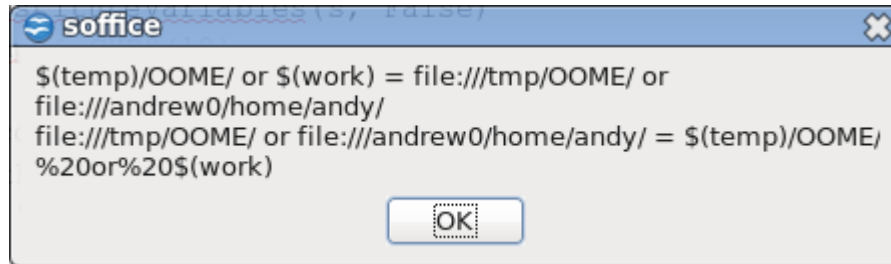 soffice
$(temp)/OOME/ or $(work) = file:///tmp/OOME/ or
file:///andrew0/home/andy/
file:///tmp/OOME/ or file:///andrew0/home/andy/ = $(temp)/OOME/
%20or%20$(work)
OK